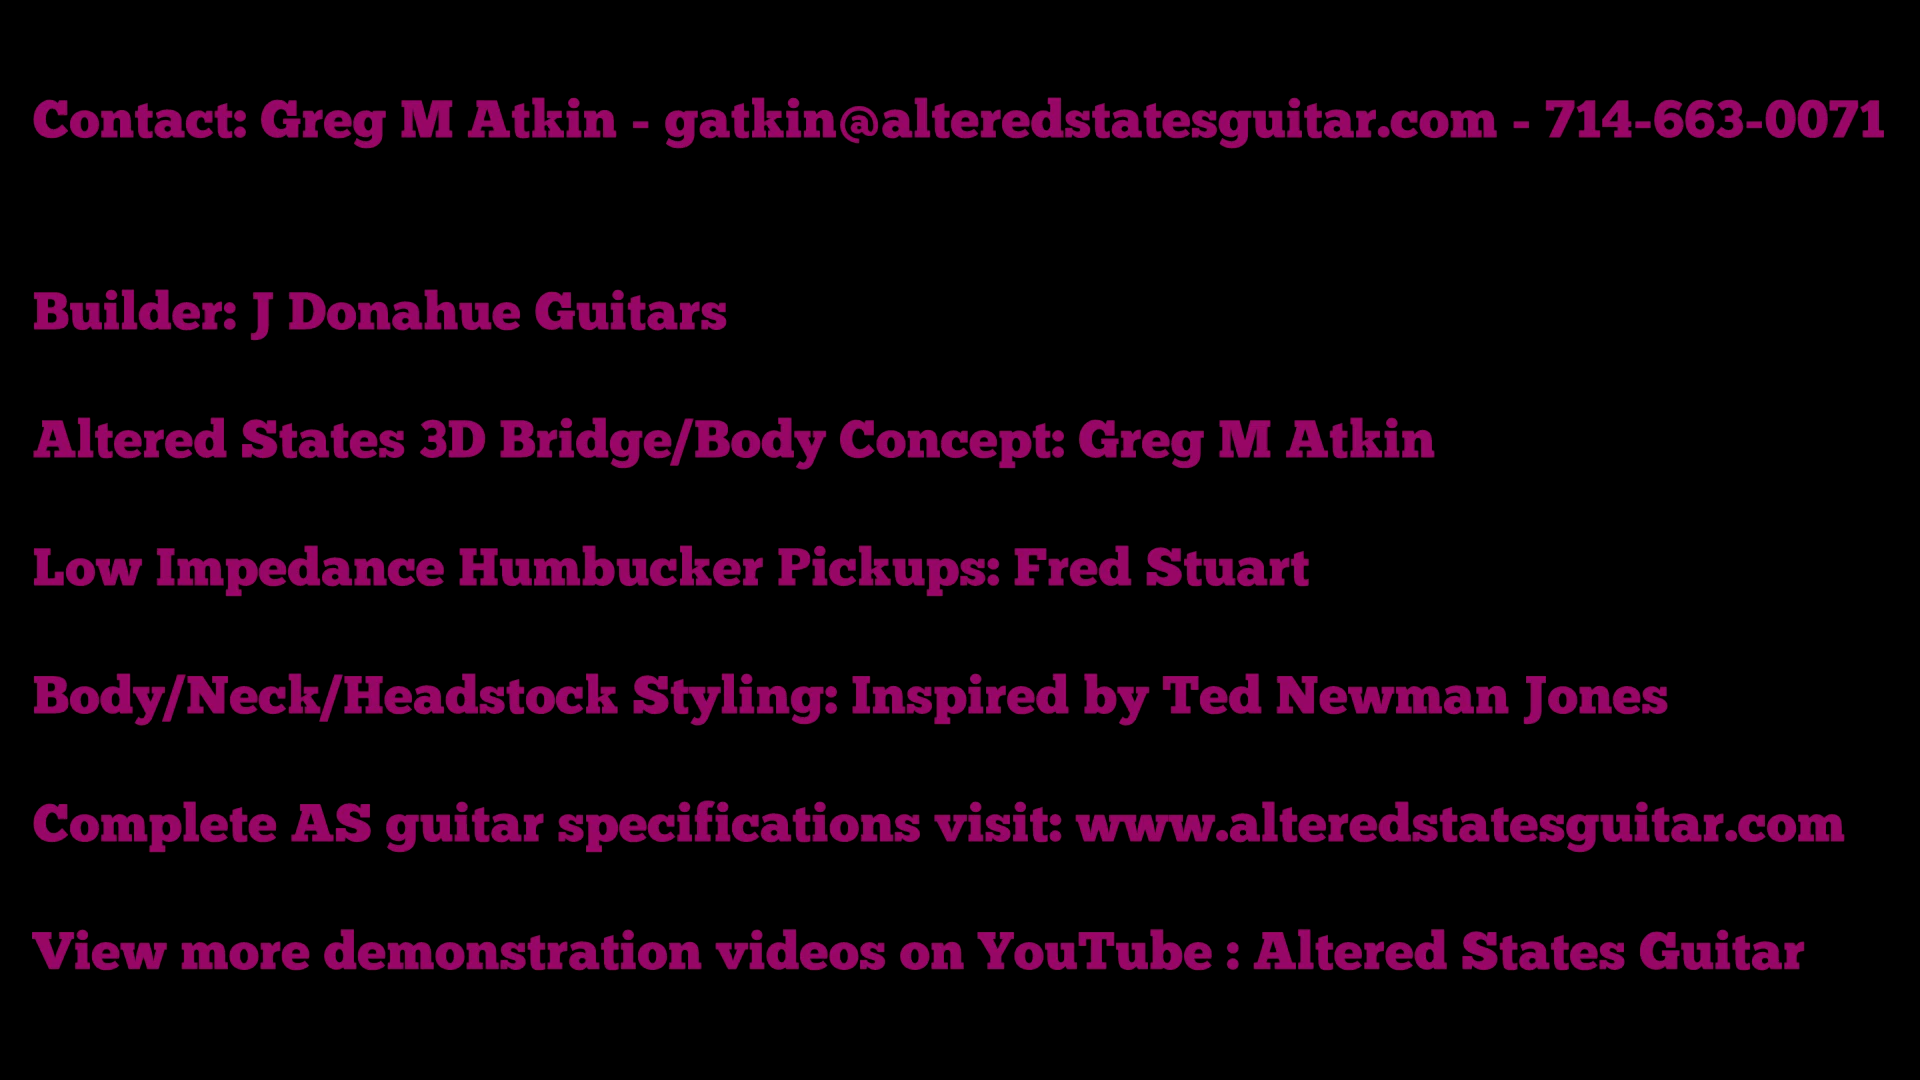 Contact: Greg M Atkin - gatkin@alteredstatesguitar.com - 714-663-0071
Builder: J Donahue Guitars
Altered States 3D Bridge/Body Concept: Greg M Atkin
Low Impedance Humbucker Pickups: Fred Stuart
Body/Neck/Headstock Styling: Inspired by Ted Newman Jones
Complete AS guitar specifications visit: www.alteredstatesguitar.com
View more demonstration videos on YouTube : Altered States Guitar